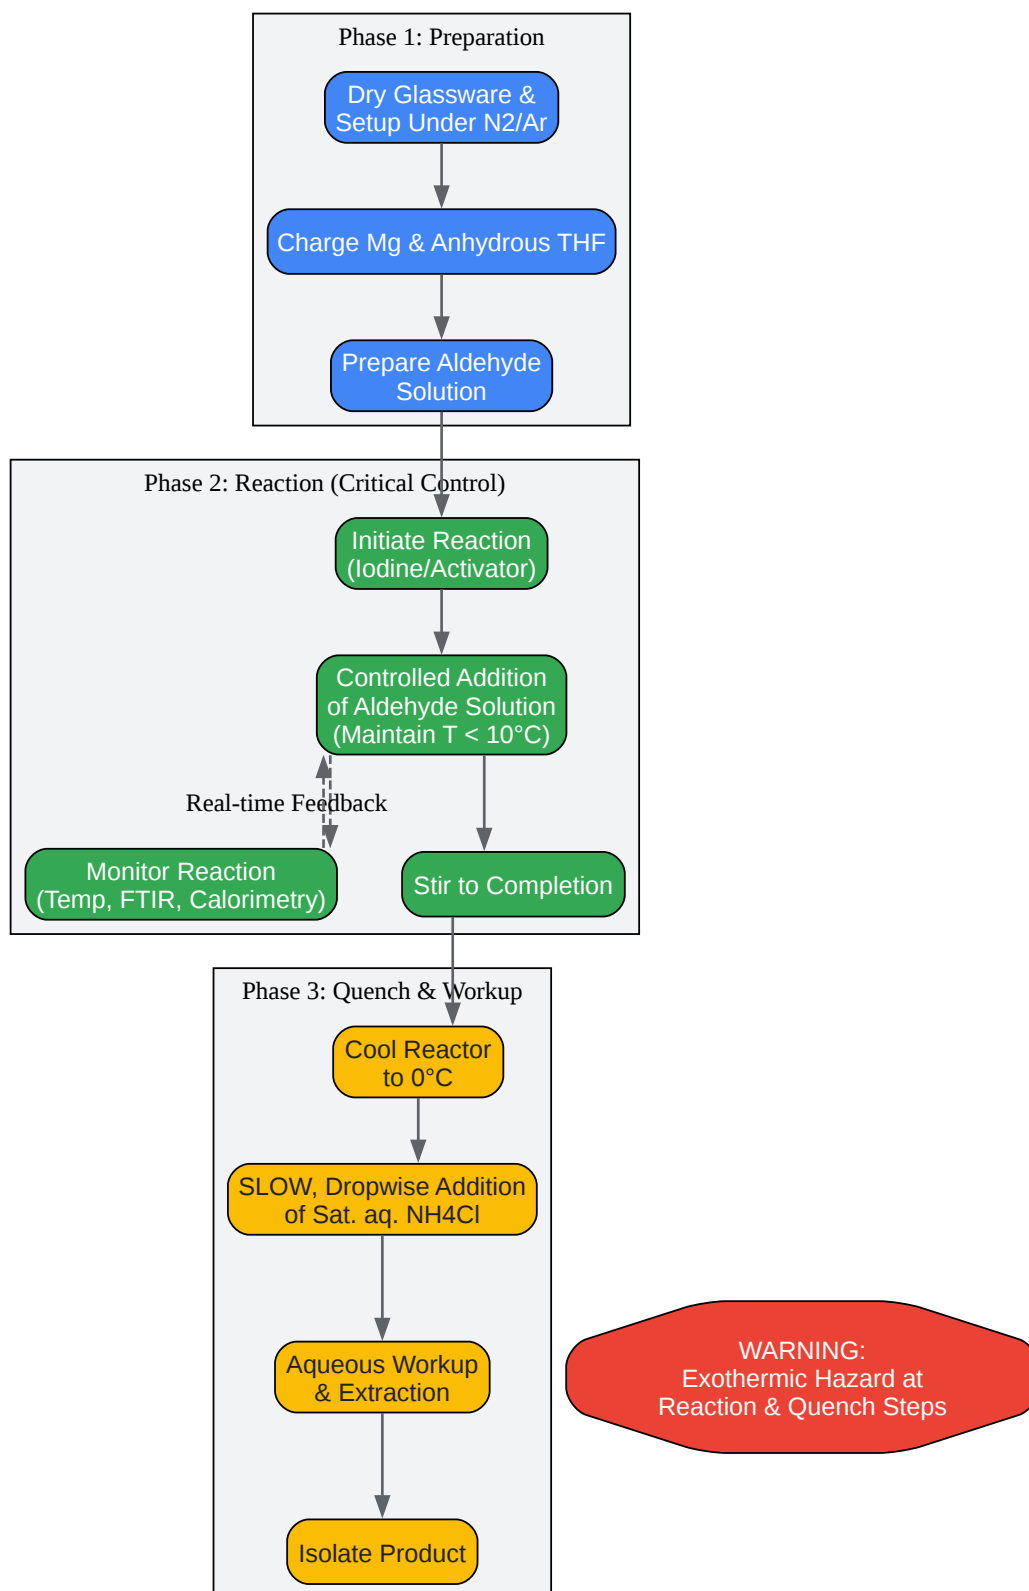 Phase 1: Preparation
Dry Glassware &
Setup Under N2/Ar
Charge Mg & Anhydrous THF
Prepare Aldehyde
Solution
Phase 2: Reaction (Critical Control)
Initiate Reaction
(Iodine/Activator)
Controlled Addition
of Aldehyde Solution
(Maintain T < 10°C)
Real-time Feedback
Monitor Reaction
(Temp, FTIR, Calorimetry)
Stir to Completion
Phase 3: Quench & Workup
Cool Reactor
to 0°C
SLOW, Dropwise Addition
of Sat. aq. NH4Cl
Aqueous Workup
& Extraction
WARNING:
Exothermic Hazard at
Reaction & Quench Steps
Isolate Product